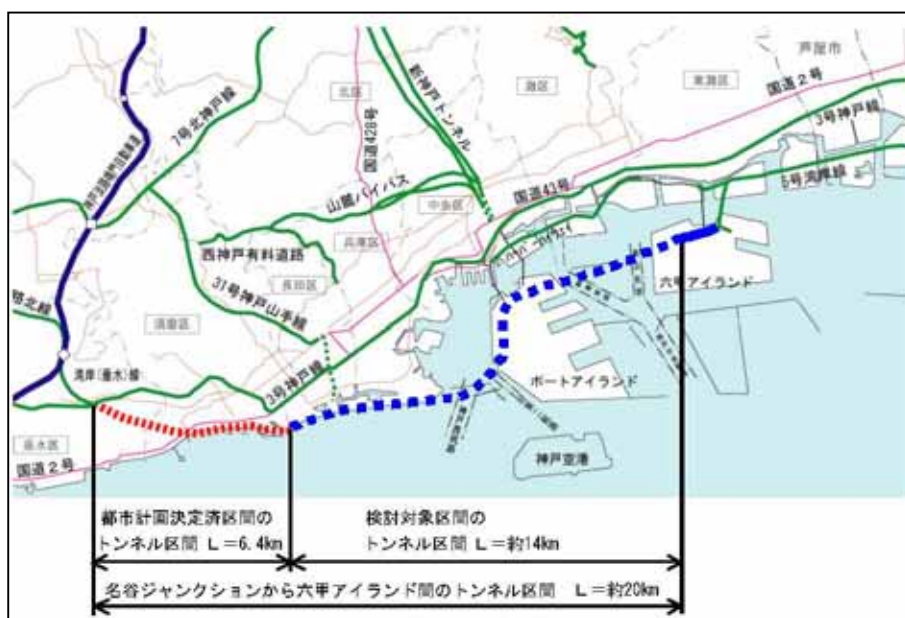 芦屋市
国道2号
3号神戸線
5号湾岸線
東灘区
灘区
新神戸トンネル
北区
国道428号
7号北神戸線
山麓バイパス
中央区
国道43号
ハーバーハイウェイ
兵庫区
西神戸有料道路
長田区
31号神戸山手線
六甲アイランド
須磨区
3号神戸線
湾岸(垂水)線
ポートアイランド
垂水区
国道2号
神戸空港
都市計画決定済区間の
トンネル区間 L=6.4km
検討対象区間の
トンネル区間 L=約14km
名谷ジャンクションから六甲アイランド間のトンネル区間 L=約20km